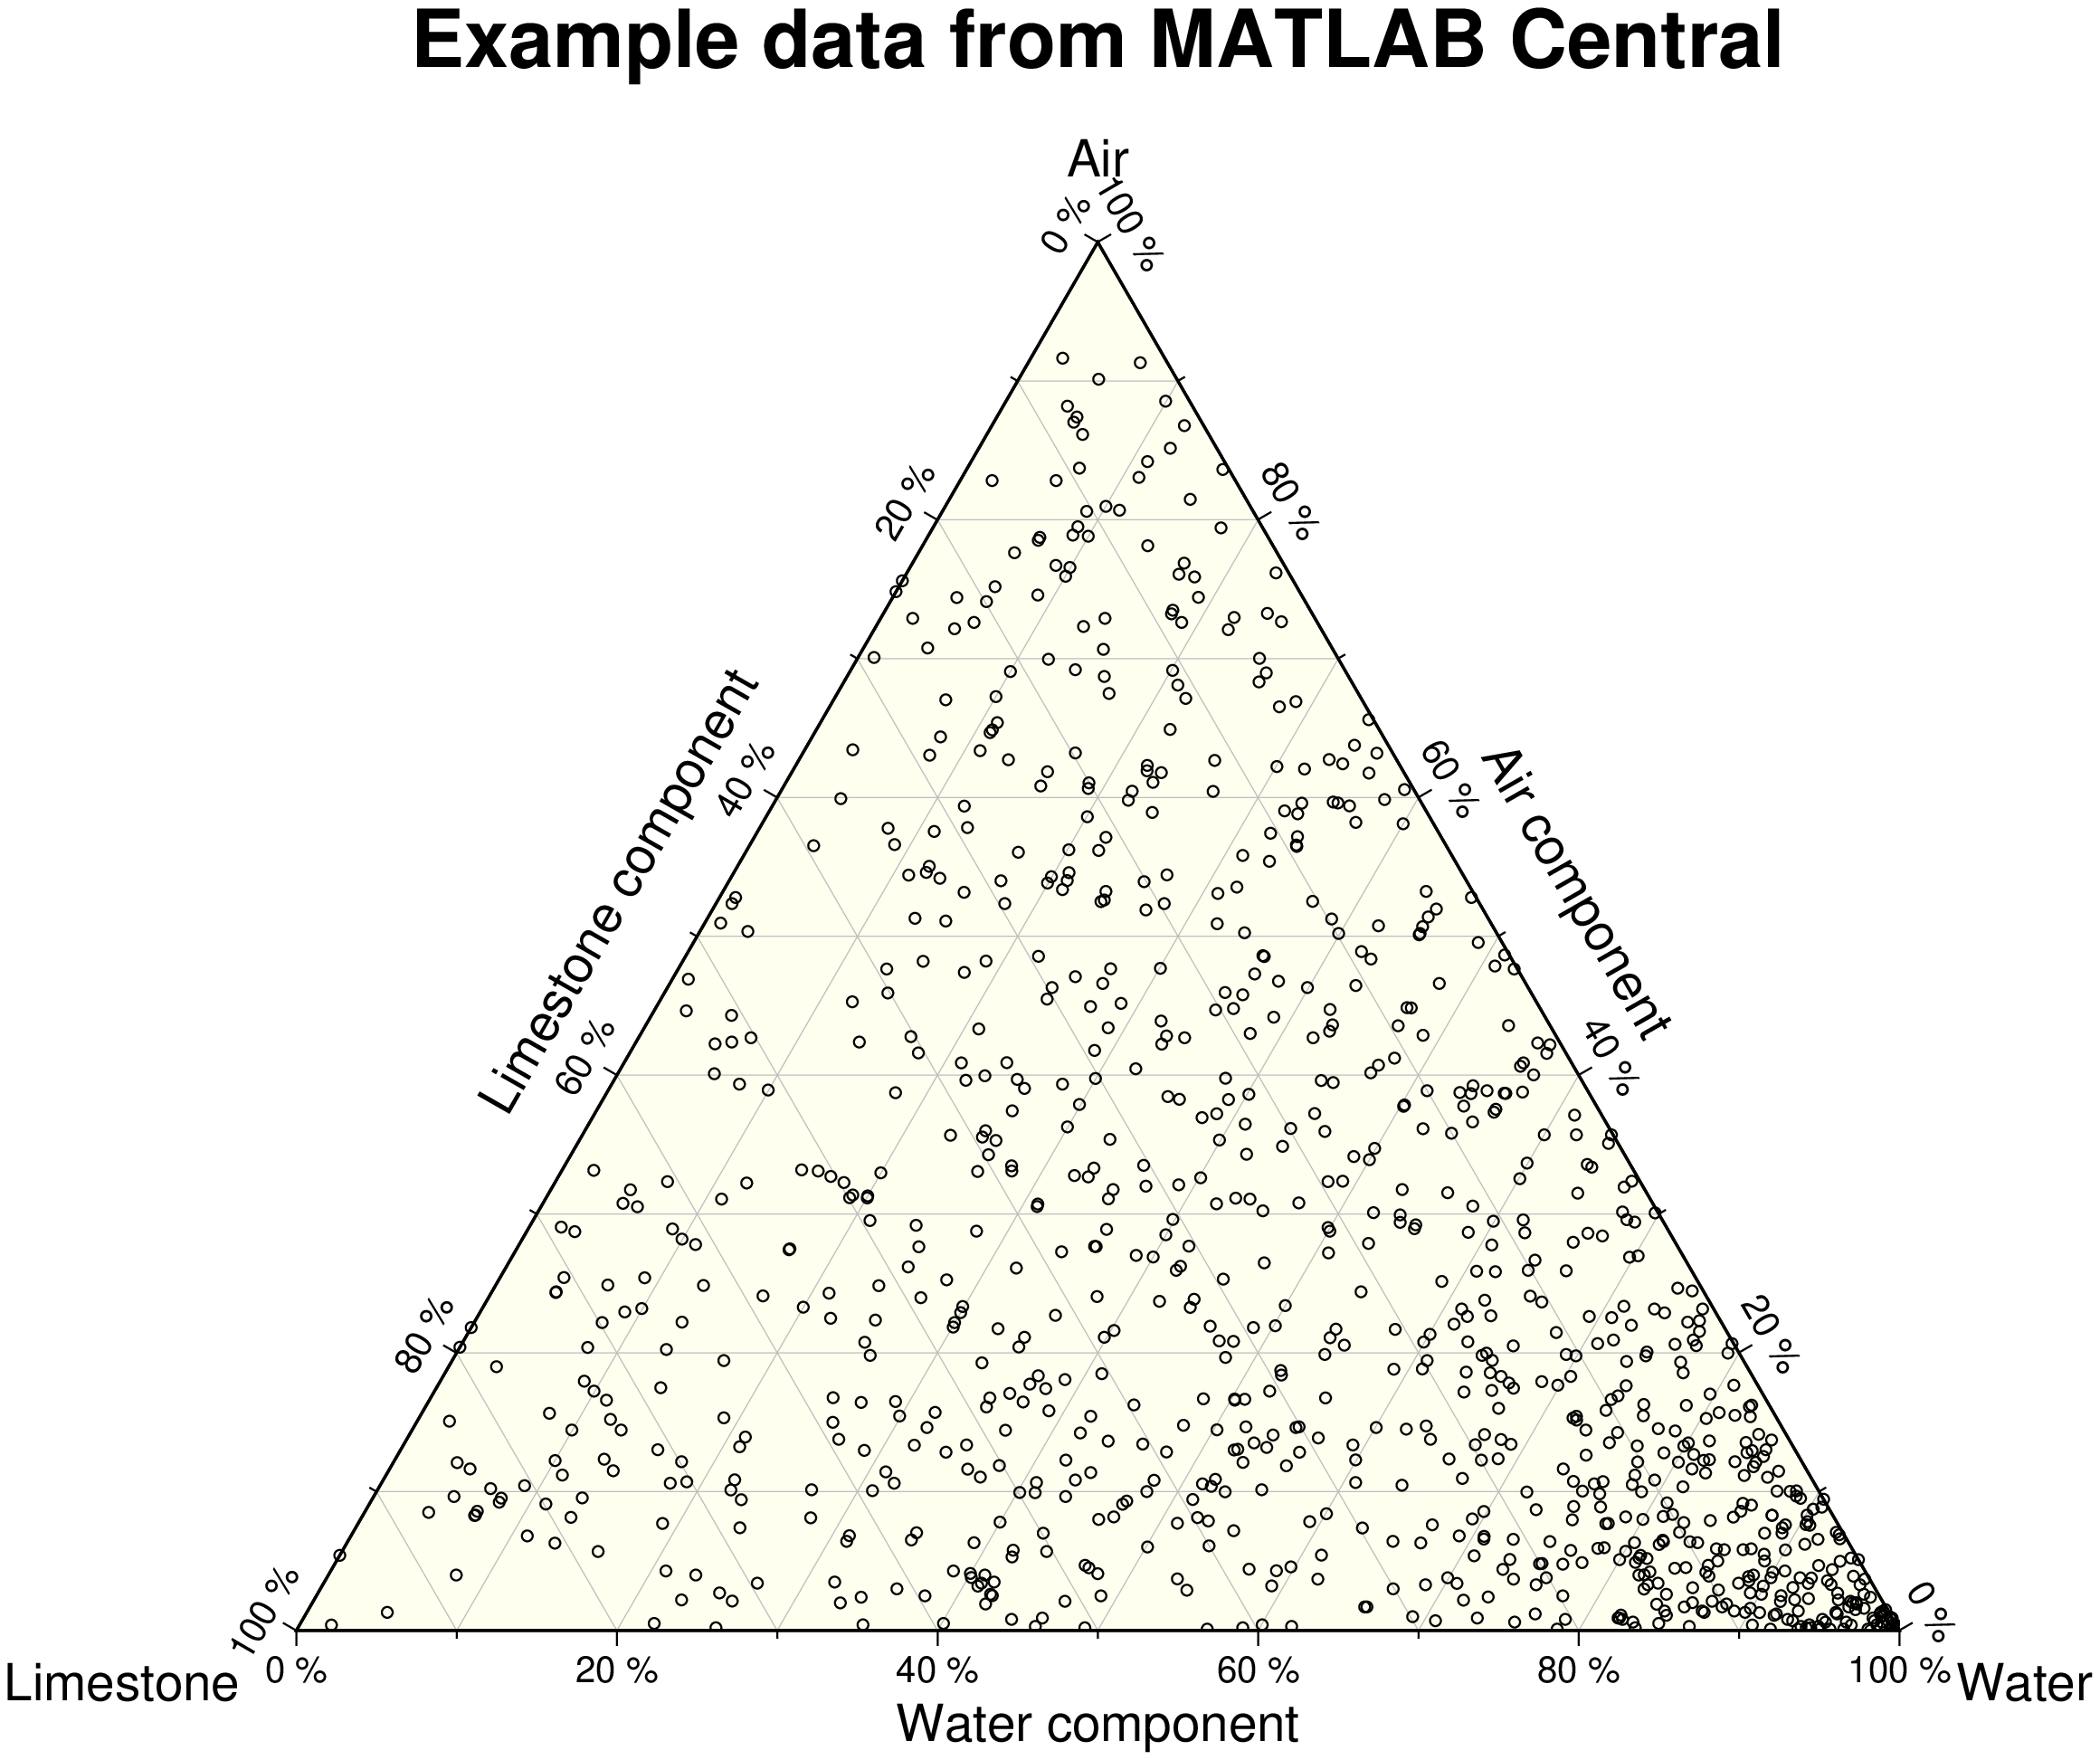 Example data from MATLAB Central
Air
0 %
100 %
20 %
80 %
Limestone component
40 %
60 %
Air component
60 %
40 %
80 %
20 %
100 %
0 %
Limestone
0 %
20 %
40 %
60 %
80 %
100 %
Water
Water component